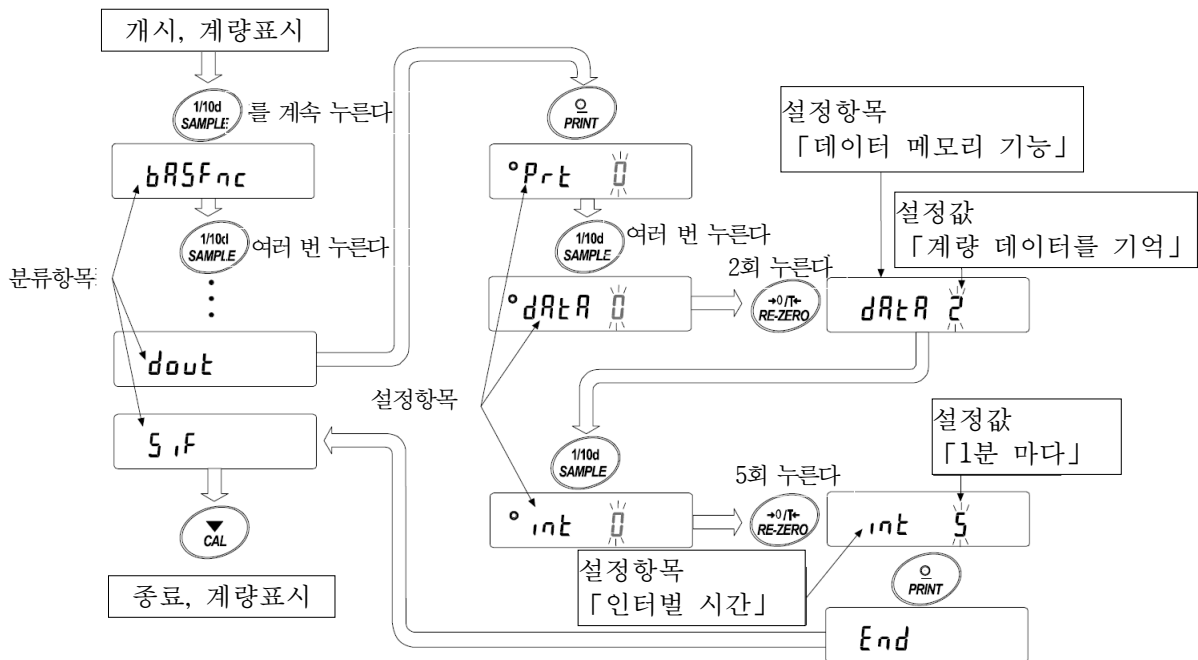 개시, 계량표시
1/10d
SAMPLE
를 계속 누른다
bASFnc
1/10d
SAMPLE
여러 번 누른다
분류항목
dout
SiF
CAL
종료, 계량표시
PRINT
Prt 0
1/10d
SAMPLE
여러 번 누른다
dAtA 0
2회 누른다
→0/T←
RE-ZERO
설정항목
「데이터 메모리 기능」
설정값
「계량 데이터를 기억」
dAtA 2
설정항목
1/10d
SAMPLE
int 0
5회 누른다
→0/T←
RE-ZERO
설정값
「1분 마다」
int 5
설정항목
「인터벌 시간」
PRINT
End